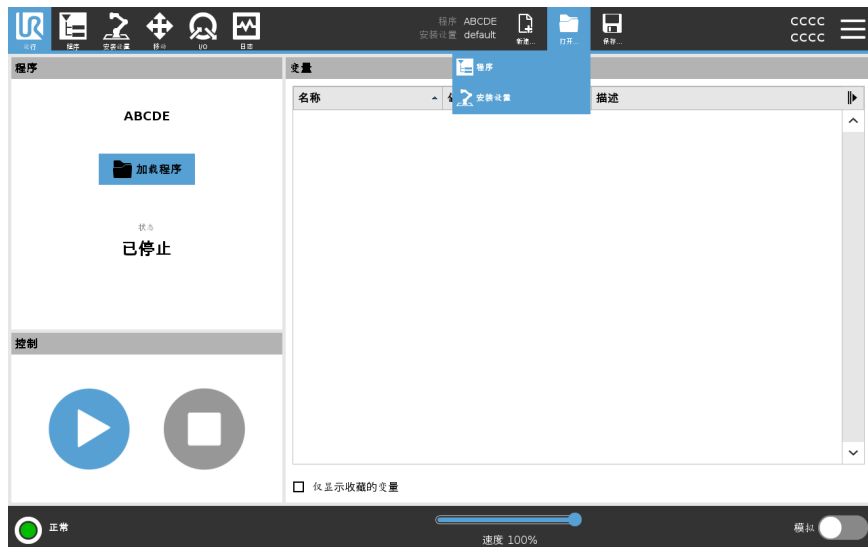 程序 ABCDE
安装设置 default
CCCC
CCCC
运行
程序
安装设置
移动
I/O
日志
新建...
打开...
保存...
程序
安装设置
程序
ABCDE
加载程序
状态
已停止
控制
变量
名称
描述
仅显示收藏的变量
正常
速度 100%
模拟